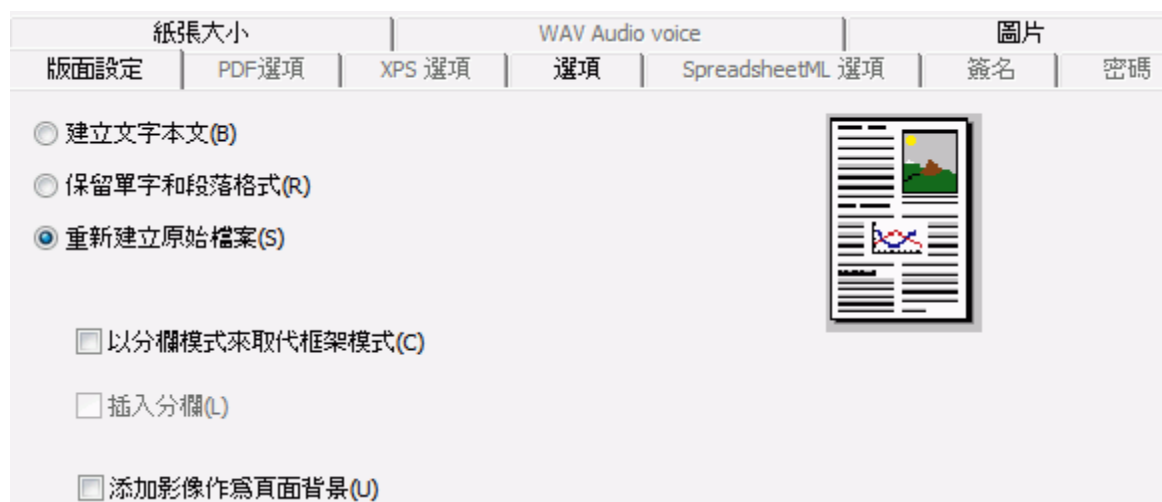 紙張大小 WAV Audio voice 圖片
版面設定 PDF選項 XPS 選項 選項 SpreadsheetML 選項 簽名 密碼
建立文字本文(B)
保留單字和段落格式(R)
重新建立原始檔案(S)
以分欄模式來取代框架模式(C)
插入分欄(L)
添加影像作爲頁面背景(U)